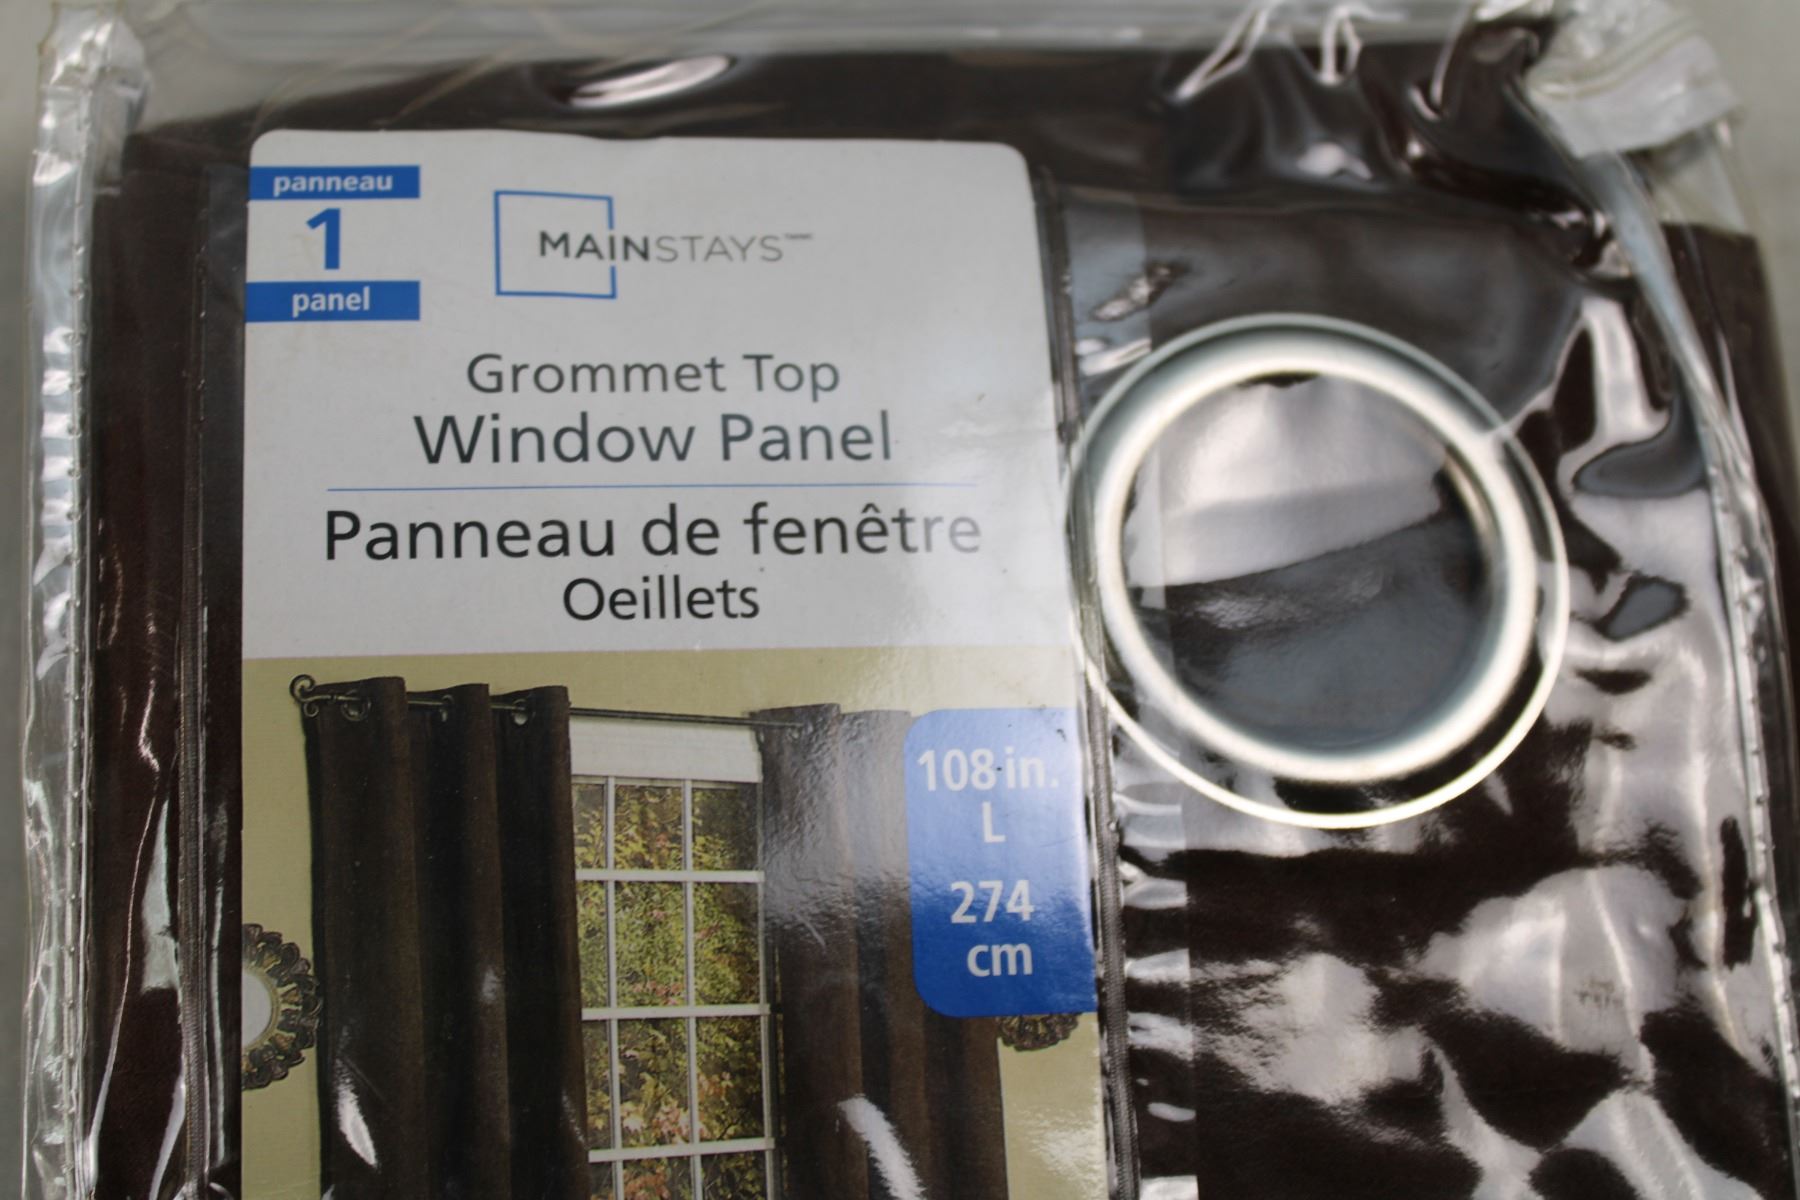 panneau
1
panel
MAINSTAYS
Grommet Top
Window Panel
Panneau de fenêtre
Oeillets
108 in.
L
274
cm